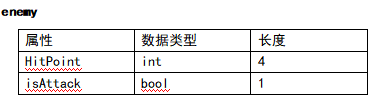 enemy
属性 数据类型 长度
HitPoint int 4
isAttack bool 1